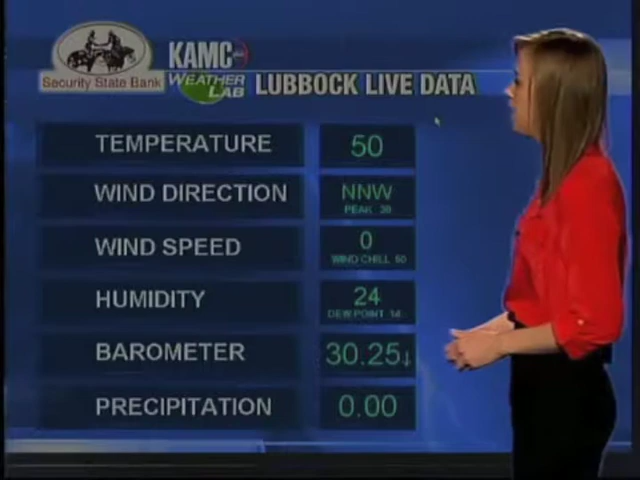 Security State Bank
KAMC
WEATHER
LAB
LUBBOCK LIVE DATA
TEMPERATURE 50
WIND DIRECTION NNW
PEAK
WIND SPEED 0
WIND CHILL 50
HUMIDITY 24
DEW POINT 14
BAROMETER 30.25↓
PRECIPITATION 0.00